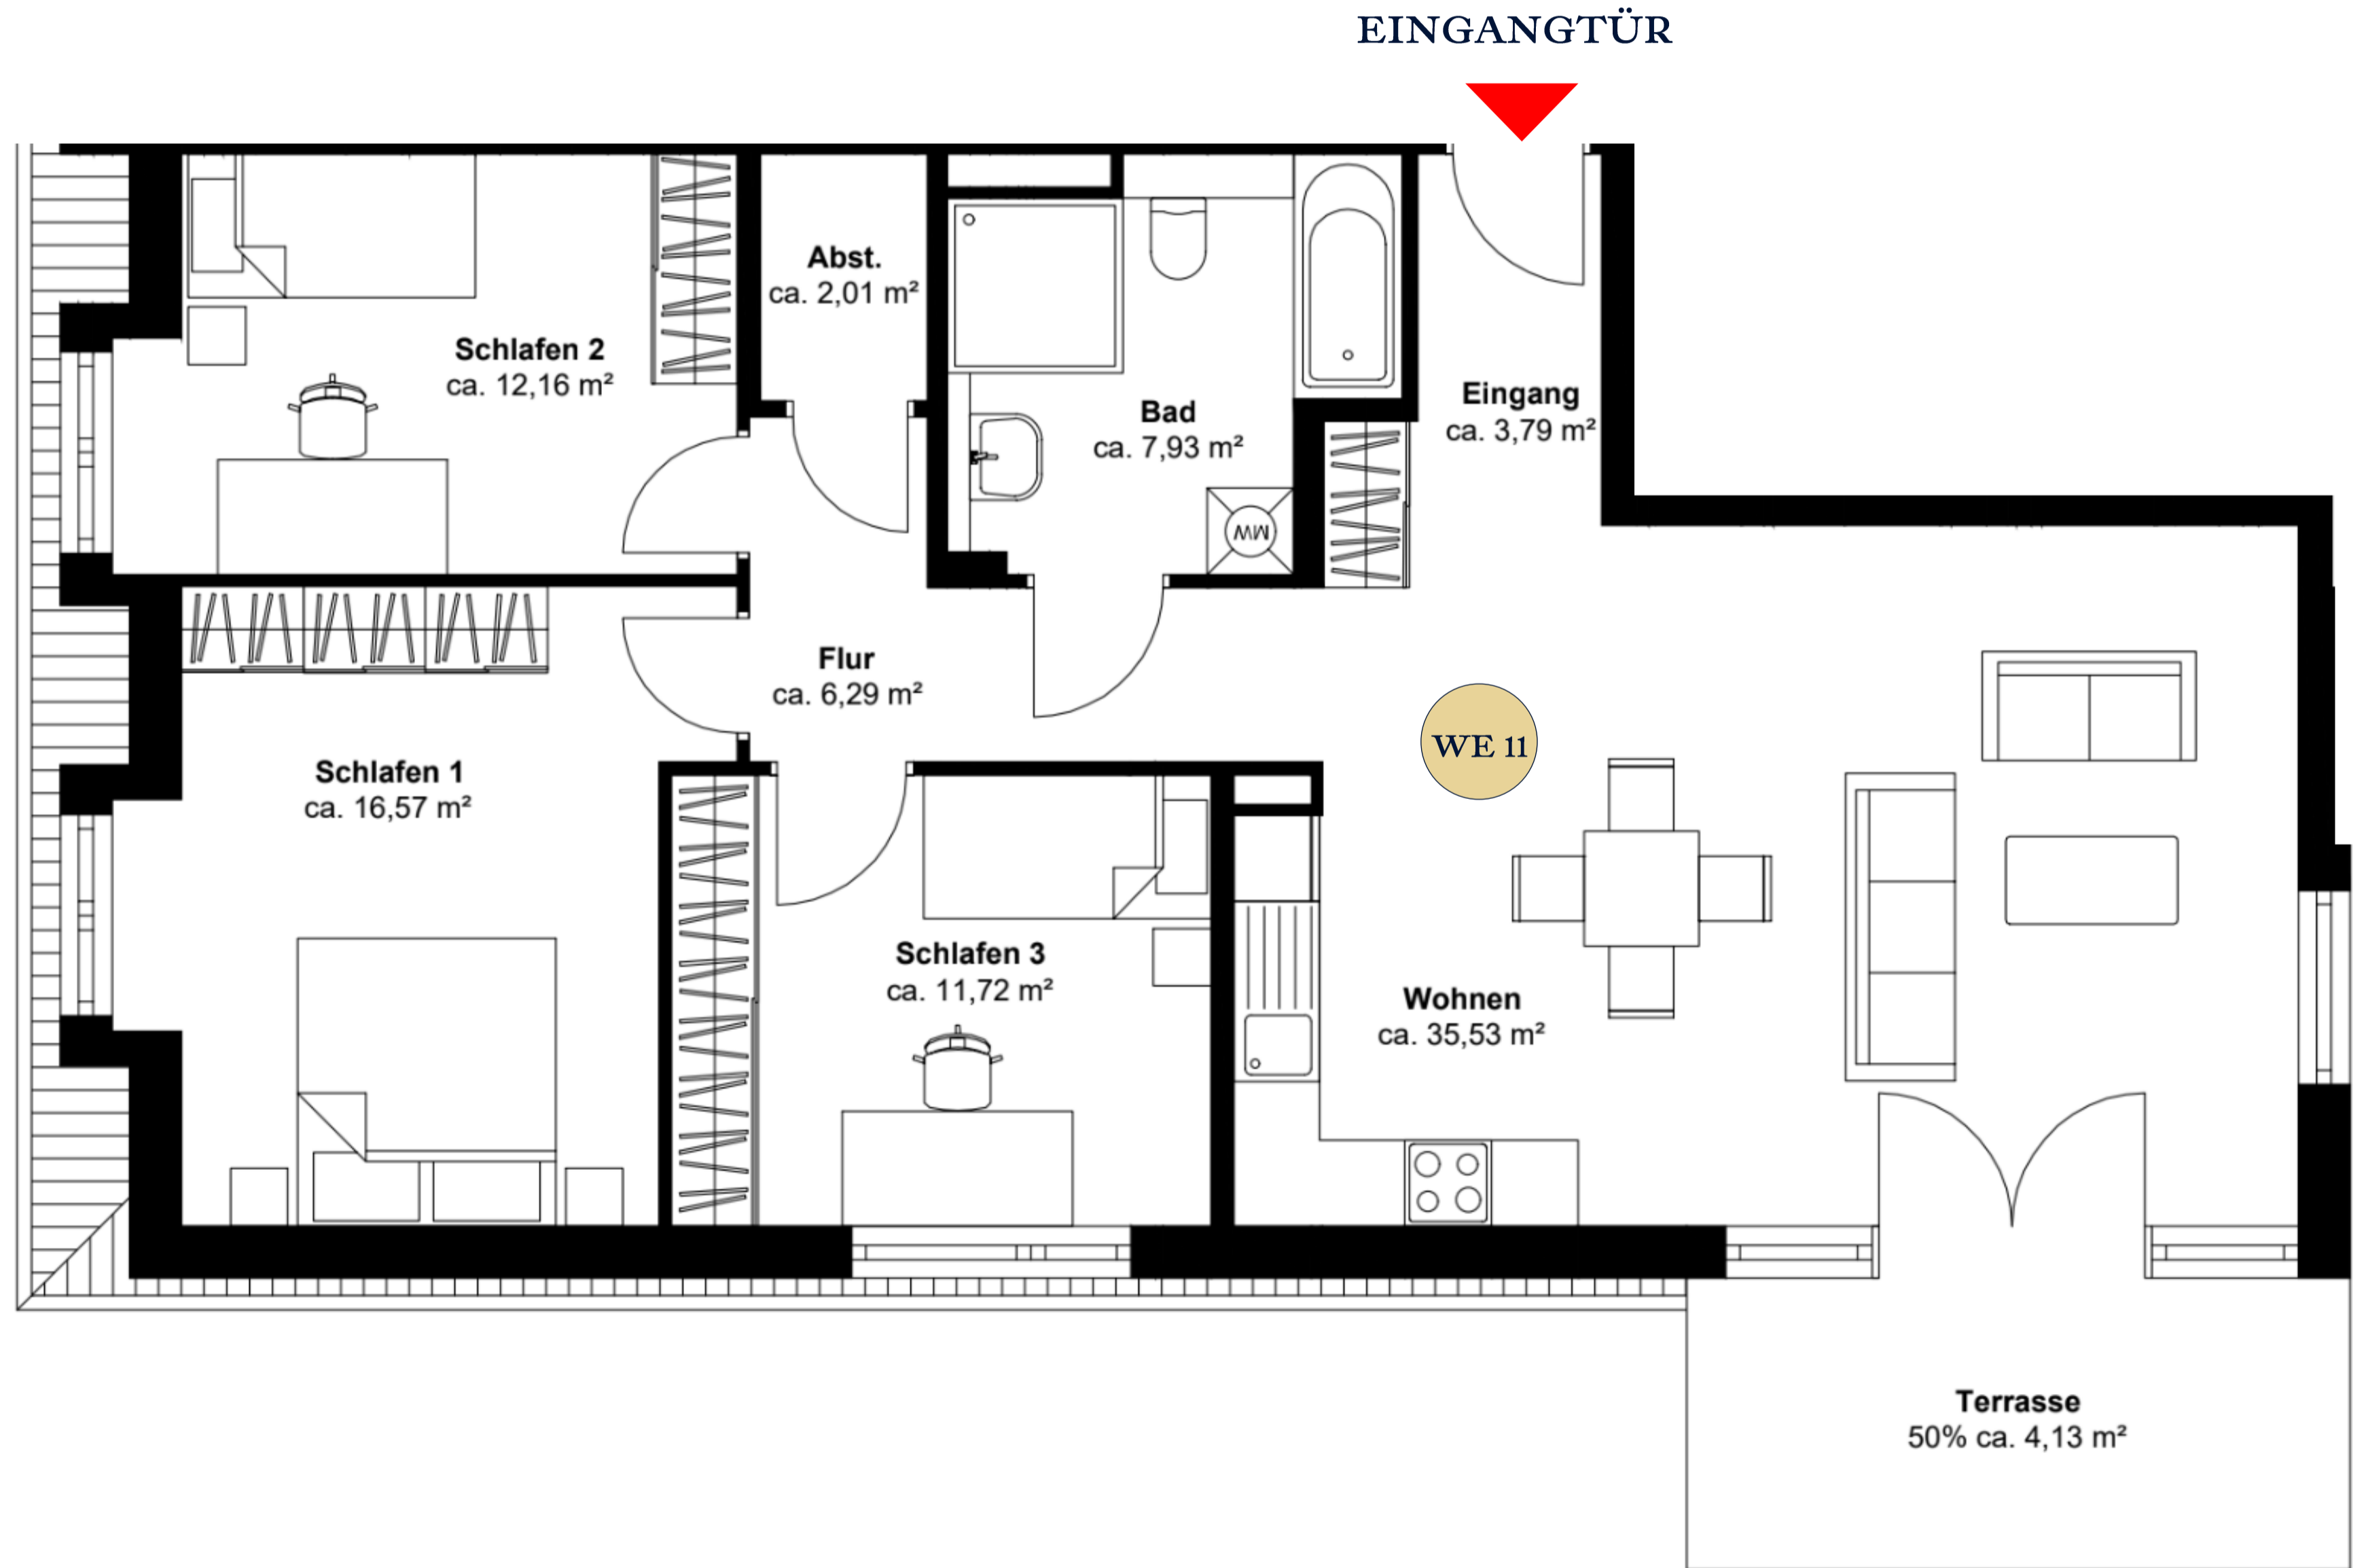 EINGANGTÜR
Abst.
ca. 2,01 m²
Schlafen 2
ca. 12,16 m²
Bad
ca. 7,93 m²
Eingang
ca. 3,79 m²
WM
Flur
ca. 6,29 m²
WE 11
Schlafen 1
ca. 16,57 m²
Schlafen 3
ca. 11,72 m²
Wohnen
ca. 35,53 m²
Terrasse
50% ca. 4,13 m²